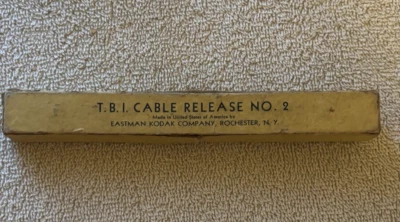 T.B.I. CABLE RELEASE NO. 2
Made in United States of America by
EASTMAN KODAK COMPANY, ROCHESTER, N. Y.